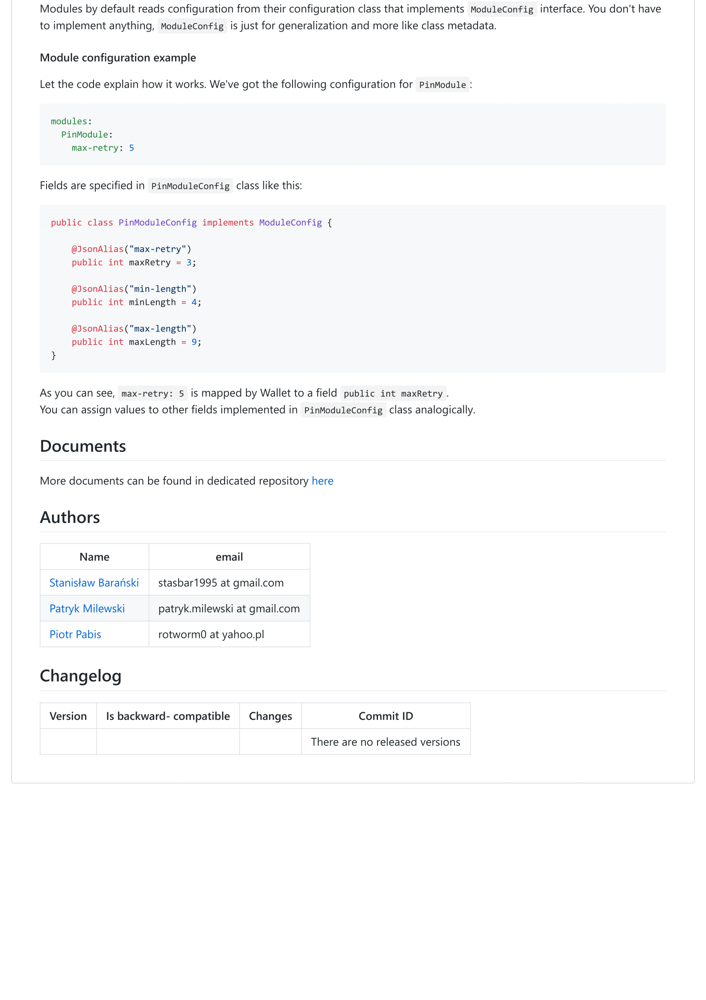 Modules by default reads configuration from their configuration class that implements ModuleConfig interface. You don't have
to implement anything, ModuleConfig is just for generalization and more like class metadata.
Module configuration example
Let the code explain how it works. We've got the following configuration for PinModule:
modules:
  PinModule:
    max-retry: 5
Fields are specified in PinModuleConfig class like this:
public class PinModuleConfig implements ModuleConfig {
    @JsonAlias("max-retry")
    public int maxRetry = 3;
    @JsonAlias("min-length")
    public int minLength = 4;
    @JsonAlias("max-length")
    public int maxLength = 9;
}
As you can see, max-retry: 5 is mapped by Wallet to a field public int maxRetry.
You can assign values to other fields implemented in PinModuleConfig class analogically.
Documents
More documents can be found in dedicated repository here
Authors
Name email
Stanisław Barański stasbar1995 at gmail.com
Patryk Milewski patryk.milewski at gmail.com
Piotr Pabis rotworm0 at yahoo.pl
Changelog
Version Is backward- compatible Changes Commit ID
There are no released versions